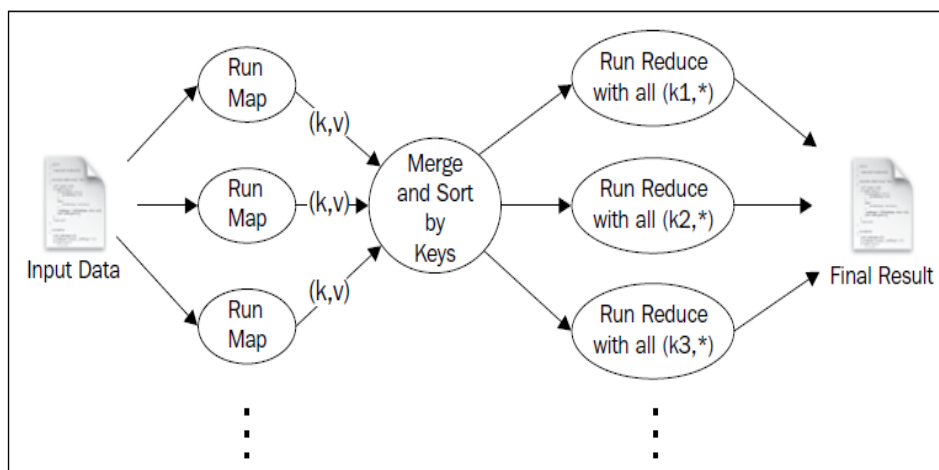 Run
Map
(k,v)
Run
Map
(k,v)
Run
Map
(k,v)
Input Data
Merge
and Sort
by
Keys
Run Reduce
with all (k1,*)
Run Reduce
with all (k2,*)
Run Reduce
with all (k3,*)
Final Result